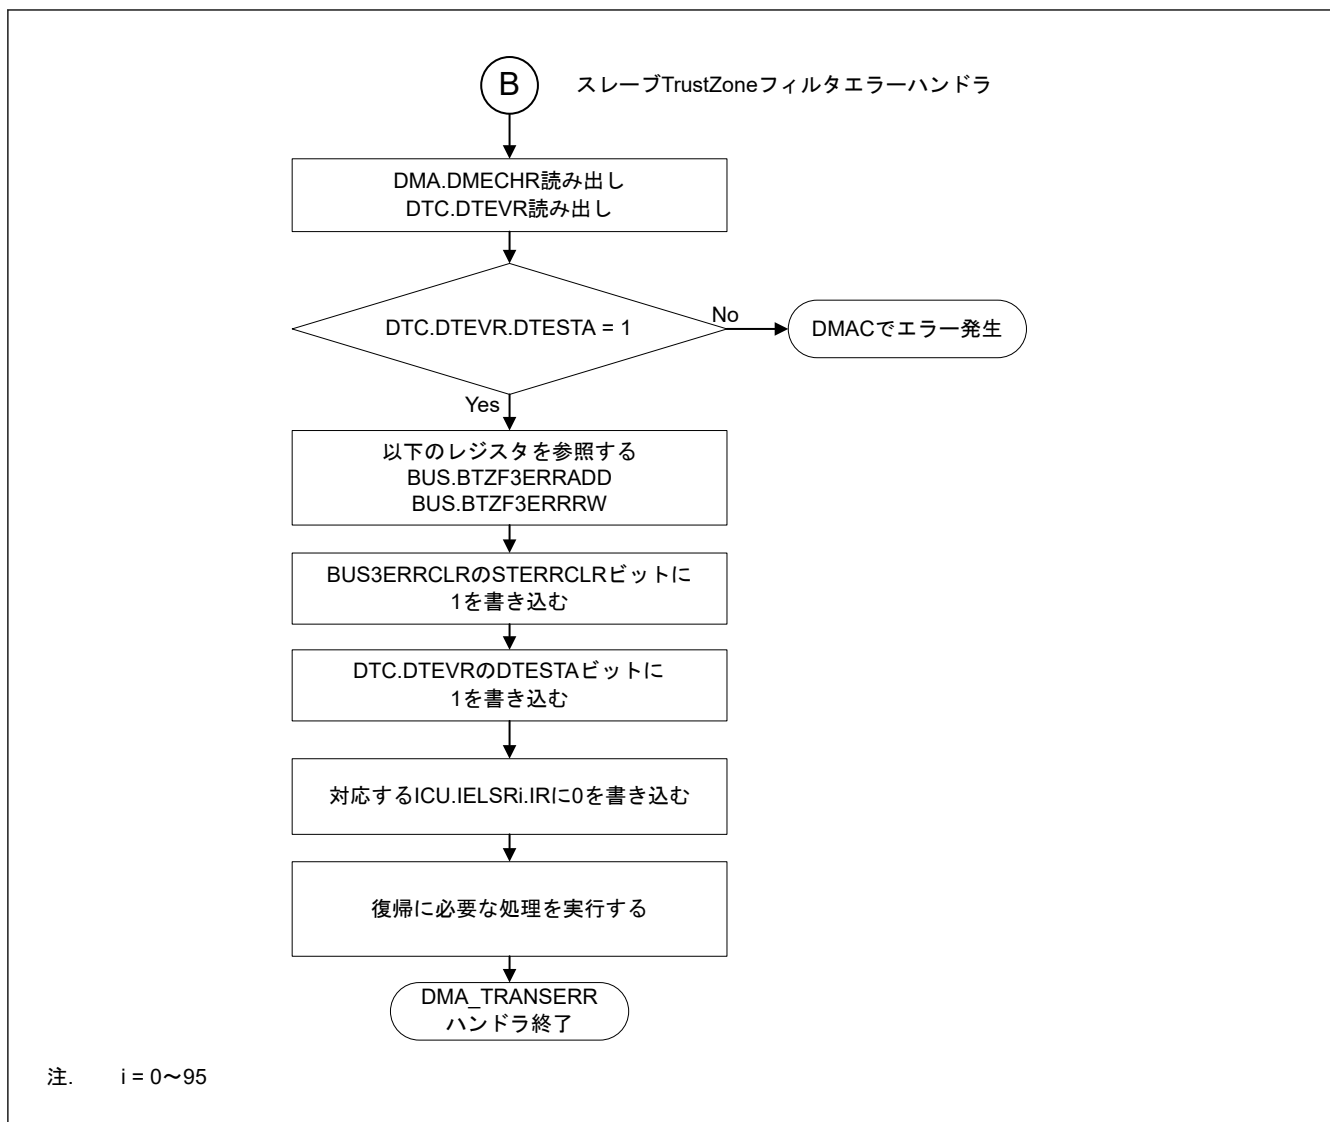 B
スレーブTrustZoneフィルタエラーハンドラ
DMA.DMECHR読み出し
DTC.DTEVR読み出し
DTC.DTEVR.DTESTA = 1
No
DMACでエラー発生
Yes
以下のレジスタを参照する
BUS.BTZF3ERRADD
BUS.BTZF3ERRRW
BUS3ERRCLRのSTERRCLRビットに
1を書き込む
DTC.DTEVRのDTESTAビットに
1を書き込む
対応するICU.IELSRi.IRに0を書き込む
復帰に必要な処理を実行する
DMA_TRANSERR
ハンドラ終了
注. i = 0～95